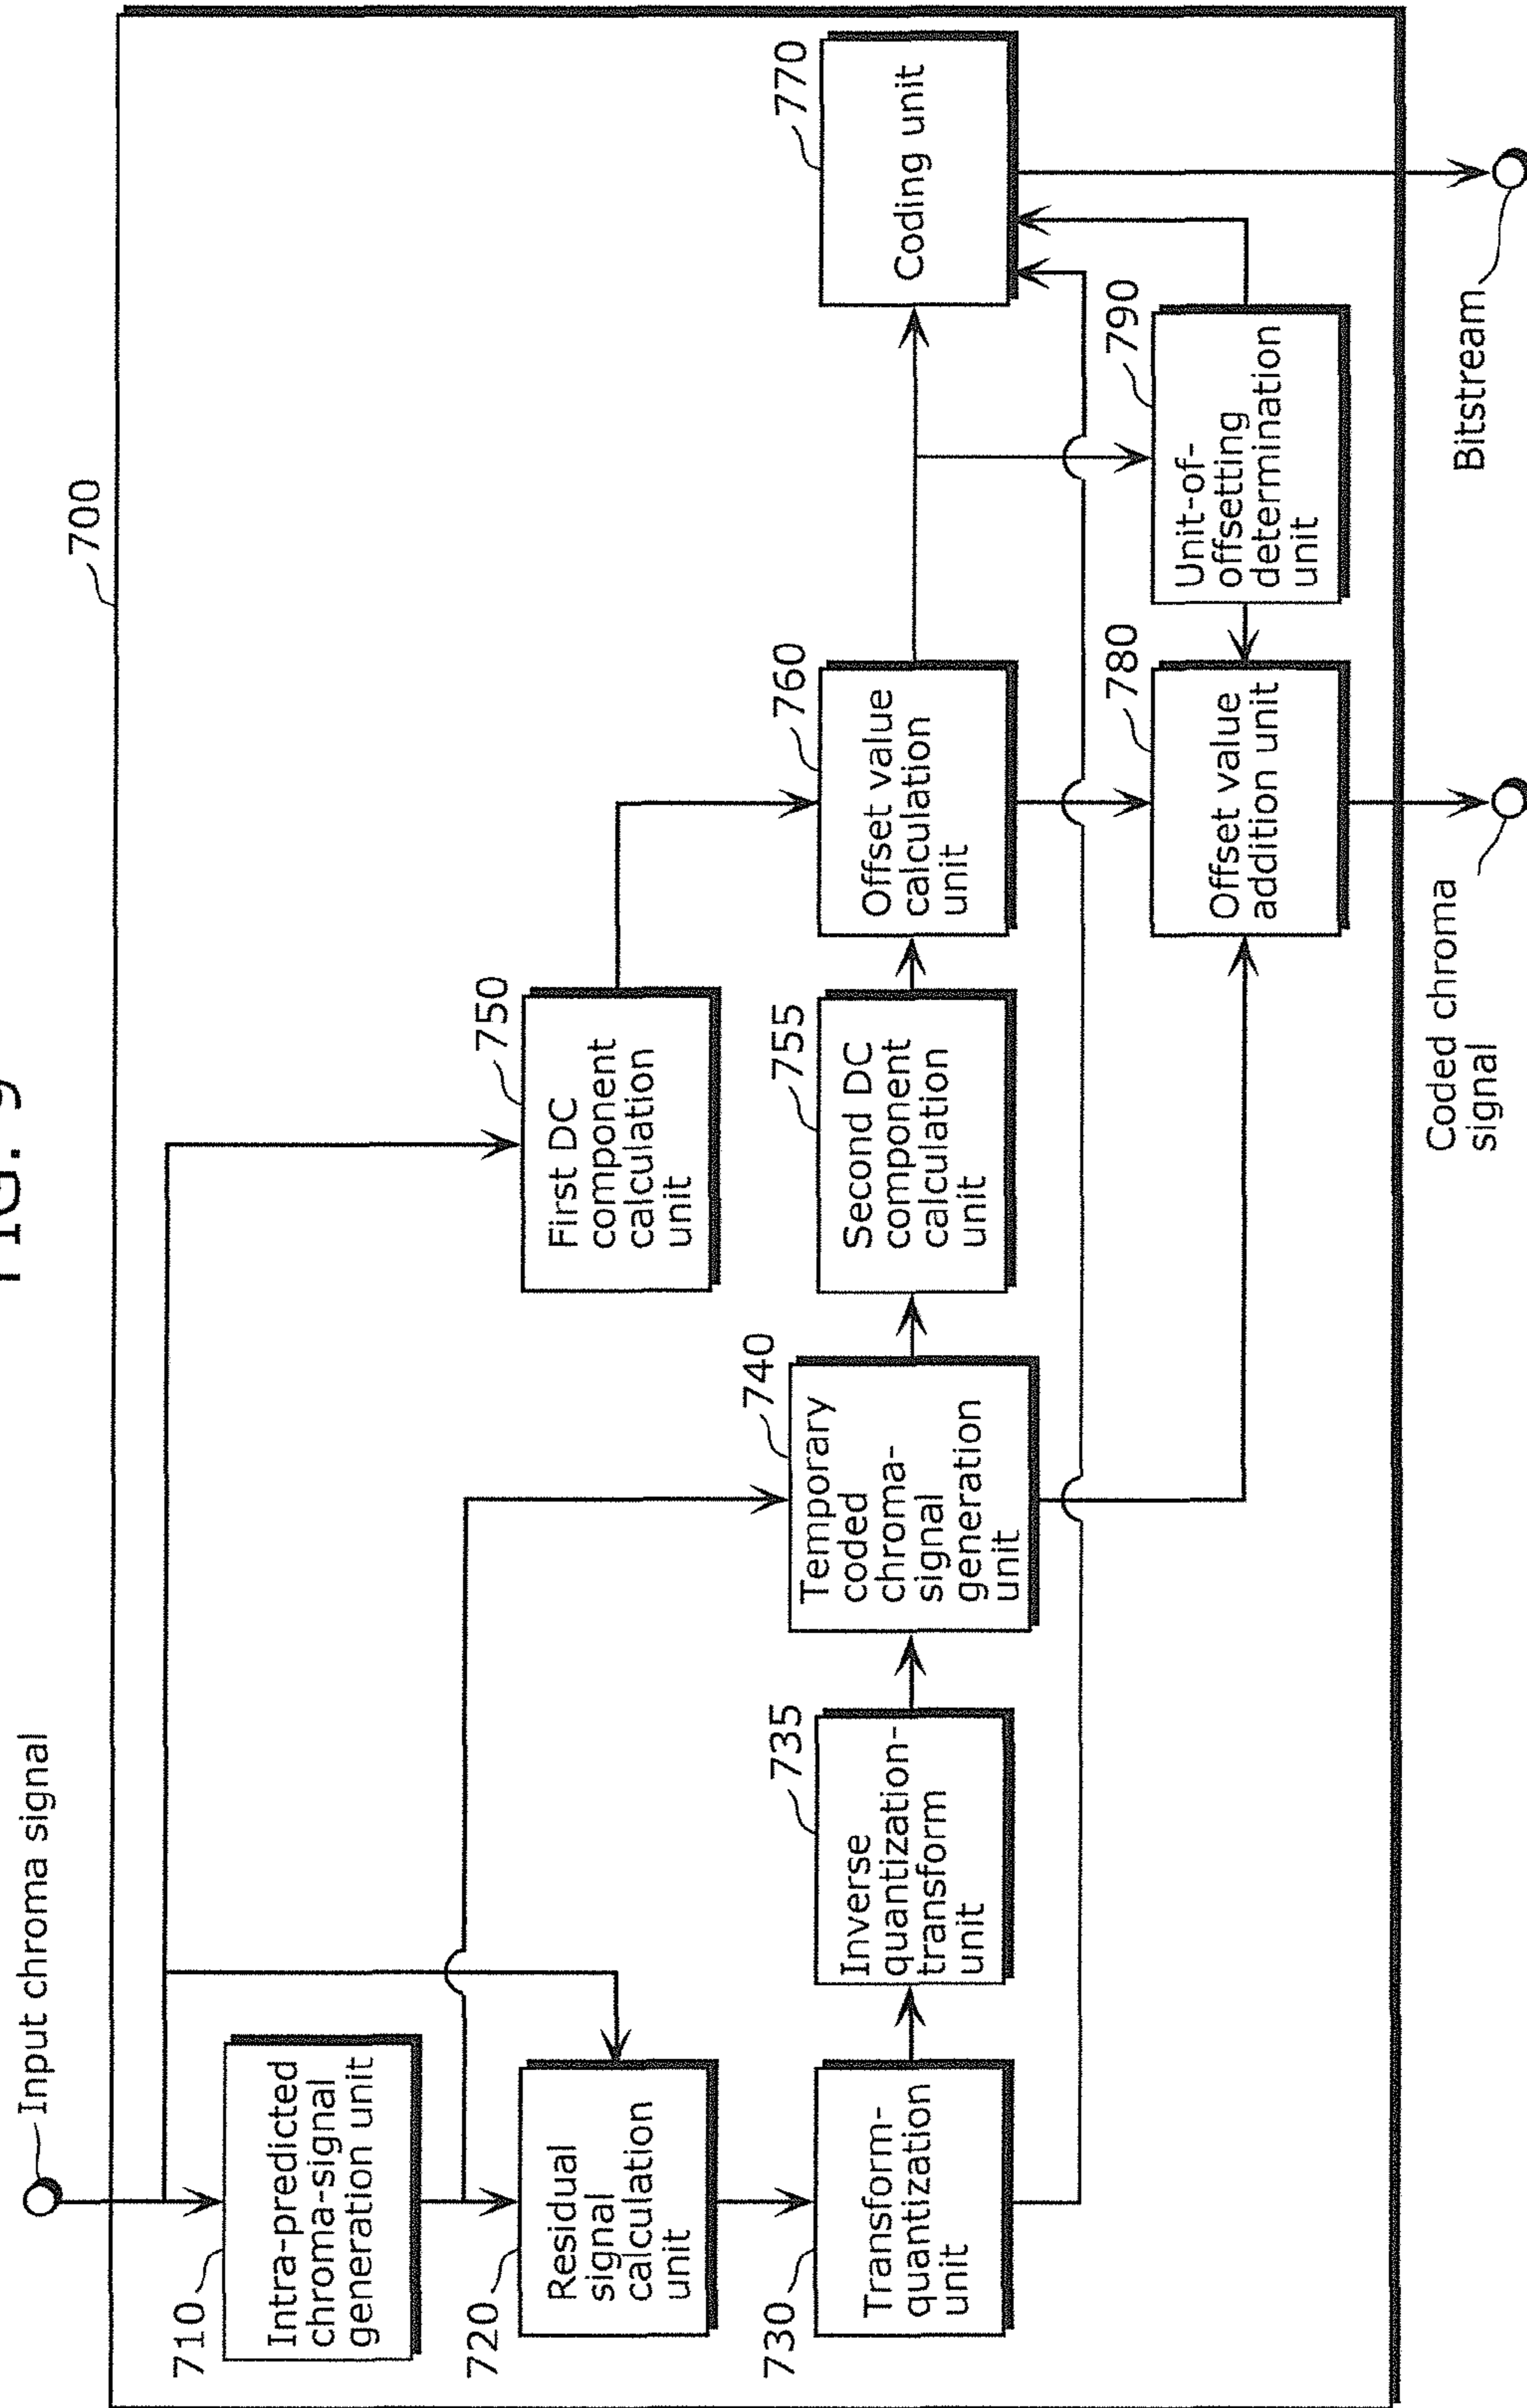 FIG. 9
Input chroma signal
700
710
Intra-predicted
chroma-signal
generation unit
720
Residual
signal
calculation
unit
730
Transform-
quantization
unit
735
Inverse
quantization-
transform
unit
740
Temporary
coded
chroma-
signal
generation
unit
750
First DC
component
calculation
unit
755
Second DC
component
calculation
unit
760
Offset value
calculation
unit
770
Coding unit
780
Offset value
addition unit
790
Unit-of-
offsetting
determination
unit
Coded chroma
signal
Bitstream